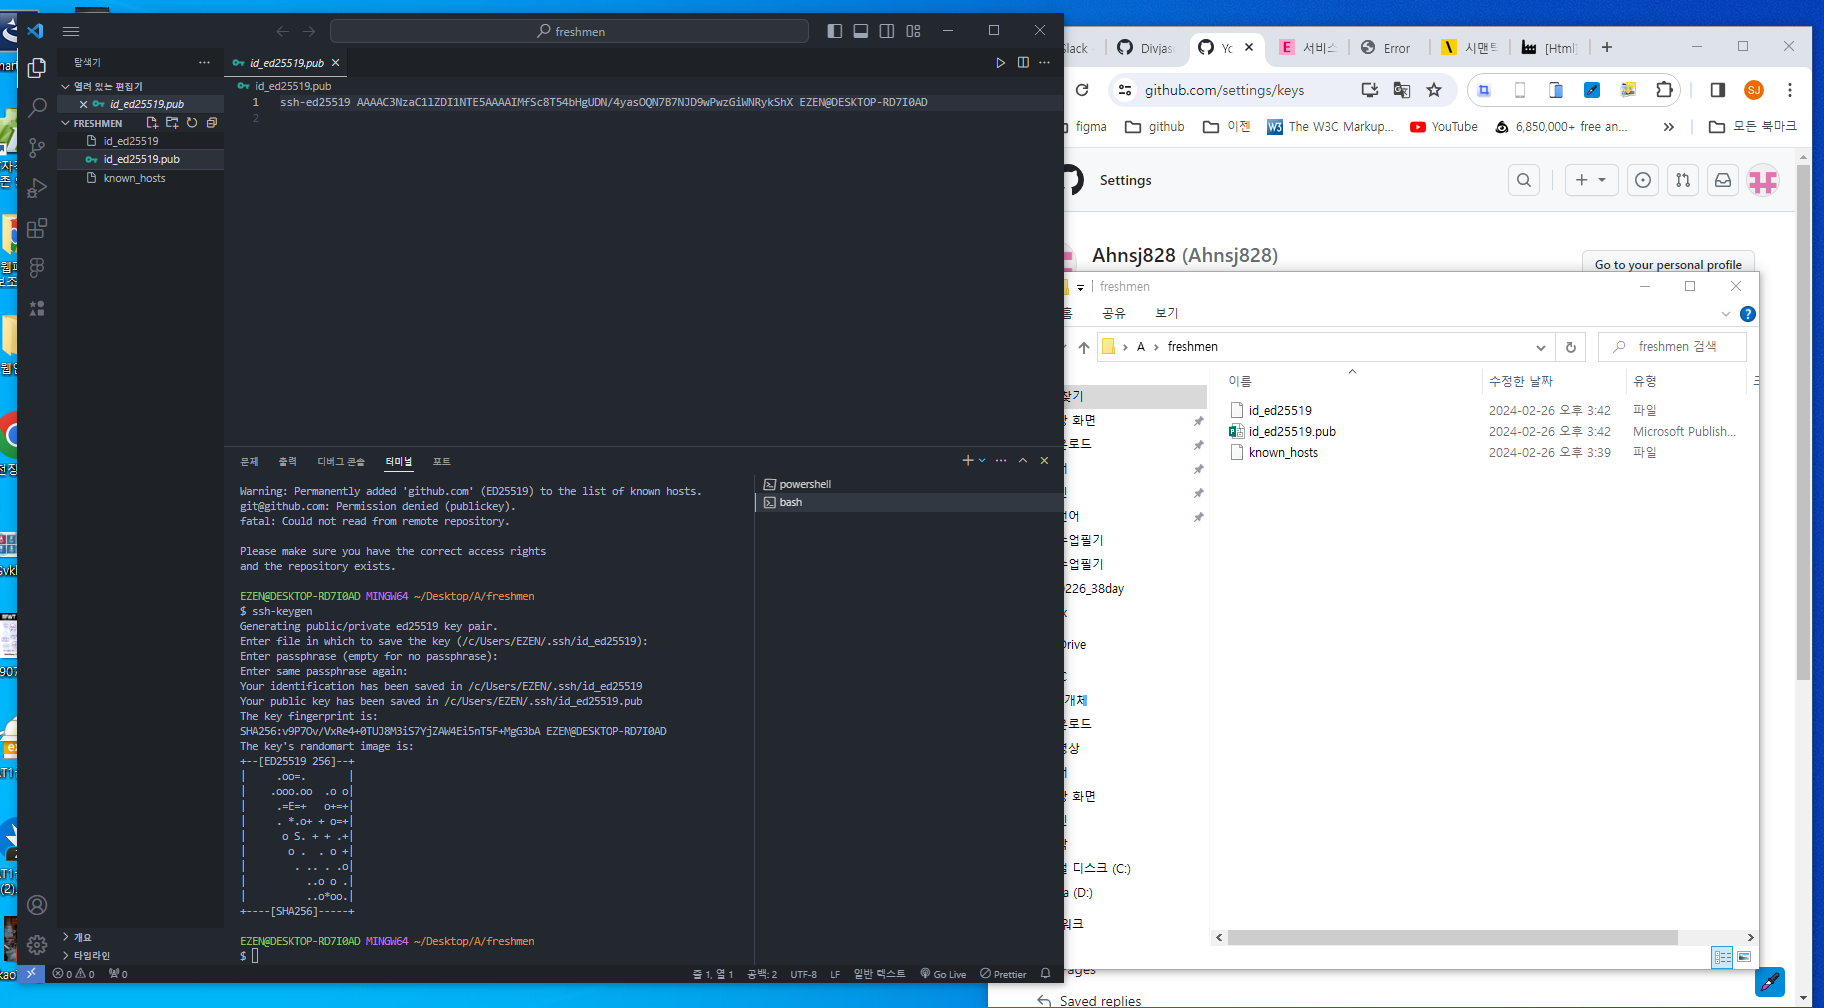 freshmen
탐색기
열려 있는 편집기
id_ed25519.pub
FRESHMEN
id_ed25519
id_ed25519.pub
known_hosts
개요
타임라인
id_ed25519.pub
id_ed25519.pub
1 ssh-ed25519 AAAAC3NzaC1lZDI1NTE5AAAAIMfSc8T54bHgUDN/4yasOQN7B7NJD9wPwzGiWNRykShX EZEN@DESKTOP-RD7I0AD
2
문제 출력 디버그 콘솔 터미널 포트
Warning: Permanently added 'github.com' (ED25519) to the list of known hosts.
git@github.com: Permission denied (publickey).
fatal: Could not read from remote repository.
Please make sure you have the correct access rights
and the repository exists.
EZEN@DESKTOP-RD7I0AD MINGW64 ~/Desktop/A/freshmen
$ ssh-keygen
Generating public/private ed25519 key pair.
Enter file in which to save the key (/c/Users/EZEN/.ssh/id_ed25519):
Enter passphrase (empty for no passphrase):
Enter same passphrase again:
Your identification has been saved in /c/Users/EZEN/.ssh/id_ed25519
Your public key has been saved in /c/Users/EZEN/.ssh/id_ed25519.pub
The key fingerprint is:
SHA256:v9P7Ov/VxRe4+0TUJ8M3iS7YjZAW4Ei5nT5F+MgG3bA EZEN@DESKTOP-RD7I0AD
The key's randomart image is:
+--[ED25519 256]--+
|     .oo=.       |
|    .ooo.oo  .o o|
|     .=E=+   o+=+|
|     . *.o+ + o=+|
|      o S. + + .+|
|       o .  . o +|
|        . .. . .o|
|          ..o o .|
|          ..o*oo.|
+----[SHA256]-----+
EZEN@DESKTOP-RD7I0AD MINGW64 ~/Desktop/A/freshmen
$
powershell
bash
0 0 0
줄 1, 열 1 공백: 2 UTF-8 LF 일반 텍스트 Go Live Prettier
Slack Divjas Yc 서비스 Error 시맨틱 [Html]
github.com/settings/keys
SJ
figma github 이젠 The W3C Markup... YouTube 6,850,000+ free an... 모든 북마크
Settings
Ahnsj828 (Ahnsj828)
Go to your personal profile
freshmen
홈 공유 보기
A freshmen
freshmen 검색
이름 수정한 날짜 유형
id_ed25519 2024-02-26 오후 3:42 파일
id_ed25519.pub 2024-02-26 오후 3:42 Microsoft Publish...
known_hosts 2024-02-26 오후 3:39 파일
찾기
화면
운로드
수업필기
수업필기
0226_38day
Drive
개체
운로드
화면
디스크 (C:)
(D:)
워크
Pages
Saved replies